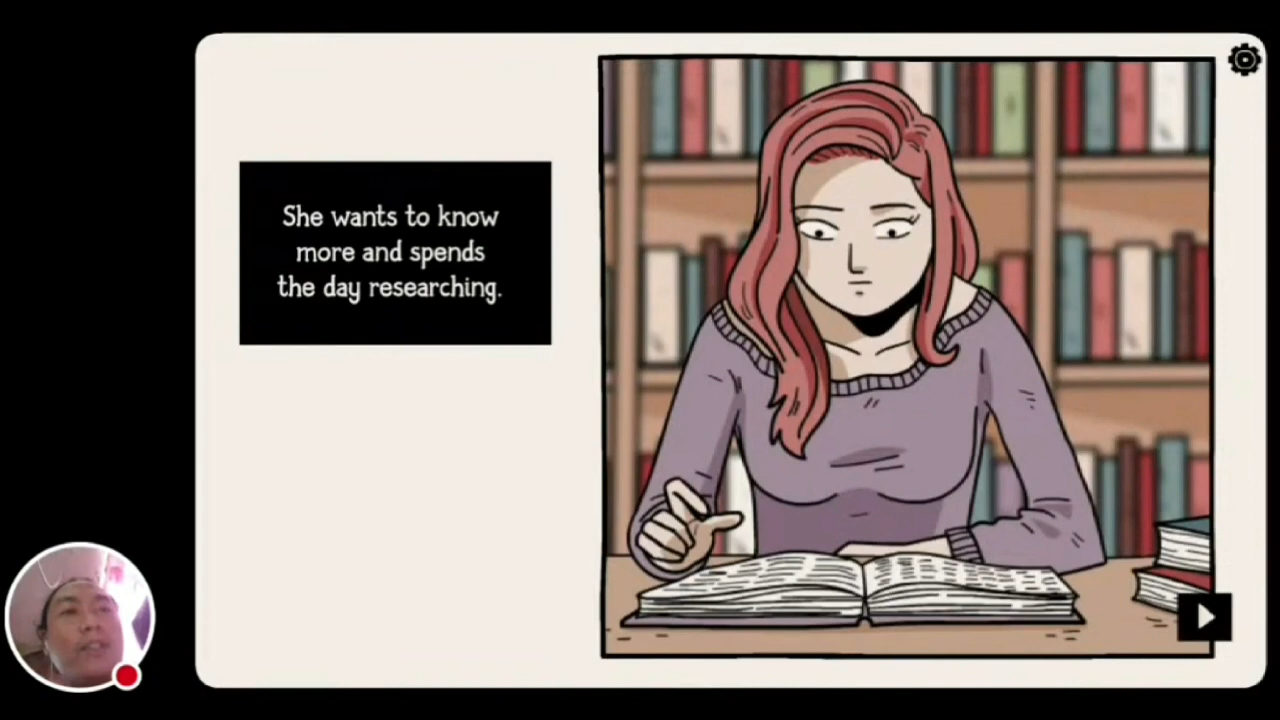 She wants to know
more and spends
the day researching.